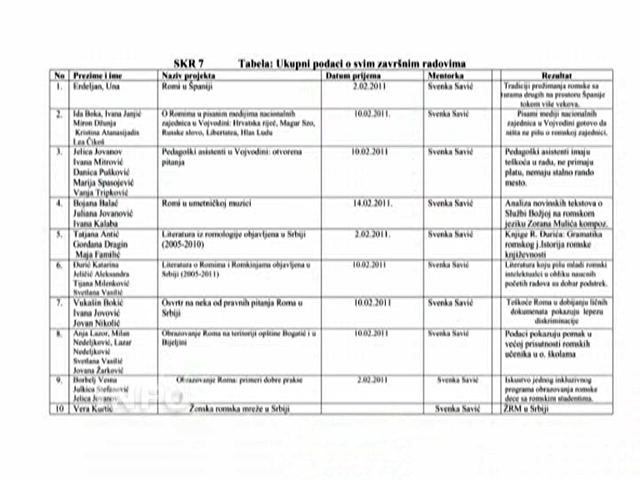 SKR 7 Tabela: Ukupni podaci o svim završnim radovima
No Prezime i ime Naziv projekta Datum prijema Mentorka Rezultat
1. Erdeljan, Una Romi u Španiji 2.02.2011 Svenka Savić Tradiciji prožimanja romske sa
drugih na prostoru Španije
tokom više vekova.
2. Ida Boka, Ivana Janjić O Romima u pisanim medijima nacionalnih 10.02.2011. Svenka Savić Pisani mediji nacionalnih
Miron Džunja zajednica u Vojvodini: Hrvatska riječ, Magyar Szo, zajednica u Vojvodini gotovo da
Kristina Atanasijadis Ruske slovo, Libertatea, Hlas Ludu ništa ne pišu o romskoj zajednici.
Lea Čikoš
3. Jelica Jovanov Pedagoški asistenti u Vojvodini: otvorena 10.02.2011 Svenka Savić Pedagoški asistenti imaju
Ivana Mitrović pitanja teškoća u radu, ne primaju
Danica Pušković platu, nemaju stalno rando
Marija Spasojević mesto.
Vanja Tripković
4. Bojana Balać Romi u umetničkoj muzici 14.02.2011. Svenka Savić Analiza novinskih tekstova o
Juliana Jovanović Službi Božjoj na romskom
Ivana Kalaba jeziku Zorana Mulića kompoz.
5. Tatjana Antić Literatura iz romologije objavljena u Srbiji 2.02.2011. Svenka Savić Knjige R. Đurića: Gramatika
Gordana Dragin (2005-2010) romskog j.Istorija romske
Maja Familić književnosti
6. Đurić Katarina Literatura o Romima i Romkinjama objavljena u 10.02.2011 Svenka Savić Literatura koju pišu mladi romski
Jeličić Aleksandra Srbiji (2005-2011) intelektualci u obliku naucnih
Tijana Milenković početih radova za dobar podstrek.
Svetlana Vasilić
7. Vukašin Bokić Osvrt na neka od pravnih pitanja Roma u 10.02.2011 Svenka Savić Teškoće Roma u dobijanju ličnih
Ivana Jovović Srbiji dokumenata pokazuju lepezu
Jovan Nikolić diskriminacije
8. Anja Lazor, Milan Obrazovanje Roma na teritoriji opštine Bogatić i u 10.02.2011 Svenka Savić Podaci pokazuju pomak u
Nedeljković, Lazar Bijeljini većoj prisutnosti romskih
Nedeljković učenika u o. školama
Svetlana Vasilić
Jovana Žarković
9. Borbelj Vesna Obrazovanje Roma: primeri dobre prakse 2.02.2011 Svenka Savić Iskustvo jednog inkluzivnog
Julkica Stefanović programa obrazovanja romske
Jelica Jovanov dece sa romskim studentima.
10 Vera Kurtić Ženska romska mreže u Srbiji Svenka Savić ŽRM u Srbiji
INFO